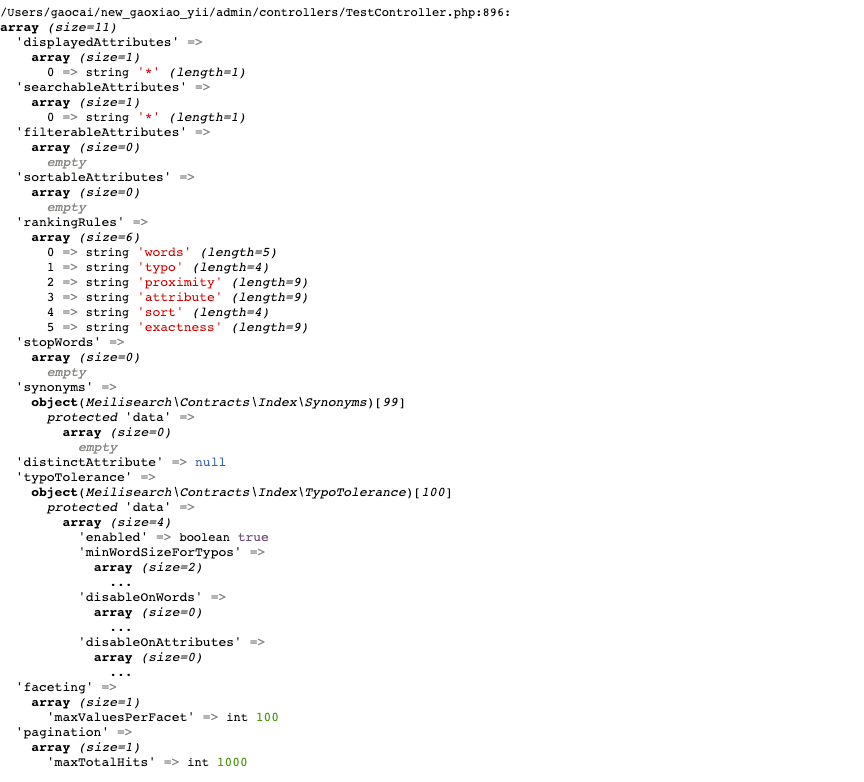 /Users/gaocai/new_gaoxiao_yii/admin/controllers/TestController.php:896:
array (size=11)
  'displayedAttributes' =>
    array (size=1)
      0 => string '*' (length=1)
  'searchableAttributes' =>
    array (size=1)
      0 => string '*' (length=1)
  'filterableAttributes' =>
    array (size=0)
      empty
  'sortableAttributes' =>
    array (size=0)
      empty
  'rankingRules' =>
    array (size=6)
      0 => string 'words' (length=5)
      1 => string 'typo' (length=4)
      2 => string 'proximity' (length=9)
      3 => string 'attribute' (length=9)
      4 => string 'sort' (length=4)
      5 => string 'exactness' (length=9)
  'stopWords' =>
    array (size=0)
      empty
  'synonyms' =>
    object(Meilisearch\Contracts\Index\Synonyms)[99]
      protected 'data' =>
        array (size=0)
          empty
  'distinctAttribute' => null
  'typoTolerance' =>
    object(Meilisearch\Contracts\Index\TypoTolerance)[100]
      protected 'data' =>
        array (size=4)
          'enabled' => boolean true
          'minWordSizeForTypos' =>
            array (size=2)
              ...
          'disableOnWords' =>
            array (size=0)
              ...
          'disableOnAttributes' =>
            array (size=0)
              ...
  'faceting' =>
    array (size=1)
      'maxValuesPerFacet' => int 100
  'pagination' =>
    array (size=1)
      'maxTotalHits' => int 1000